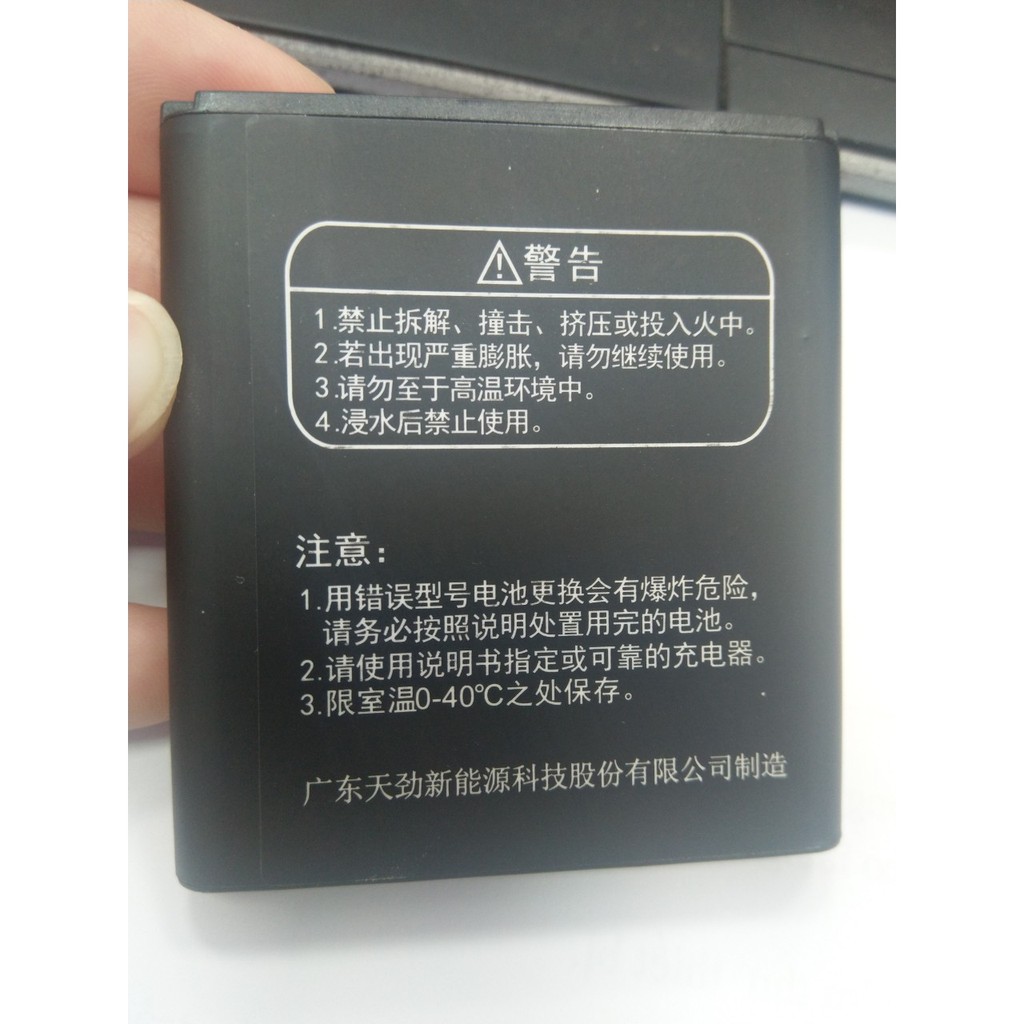 ⚠警告
1.禁止拆解、撞击、挤压或投入火中。
2.若出现严重膨胀，请勿继续使用。
3.请勿至于高温环境中。
4.浸水后禁止使用。
注意：
1.用错误型号电池更换会有爆炸危险，
请务必按照说明处置用完的电池。
2.请使用说明书指定或可靠的充电器。
3.限室温0-40℃之处保存。
广东天劲新能源科技股份有限公司制造